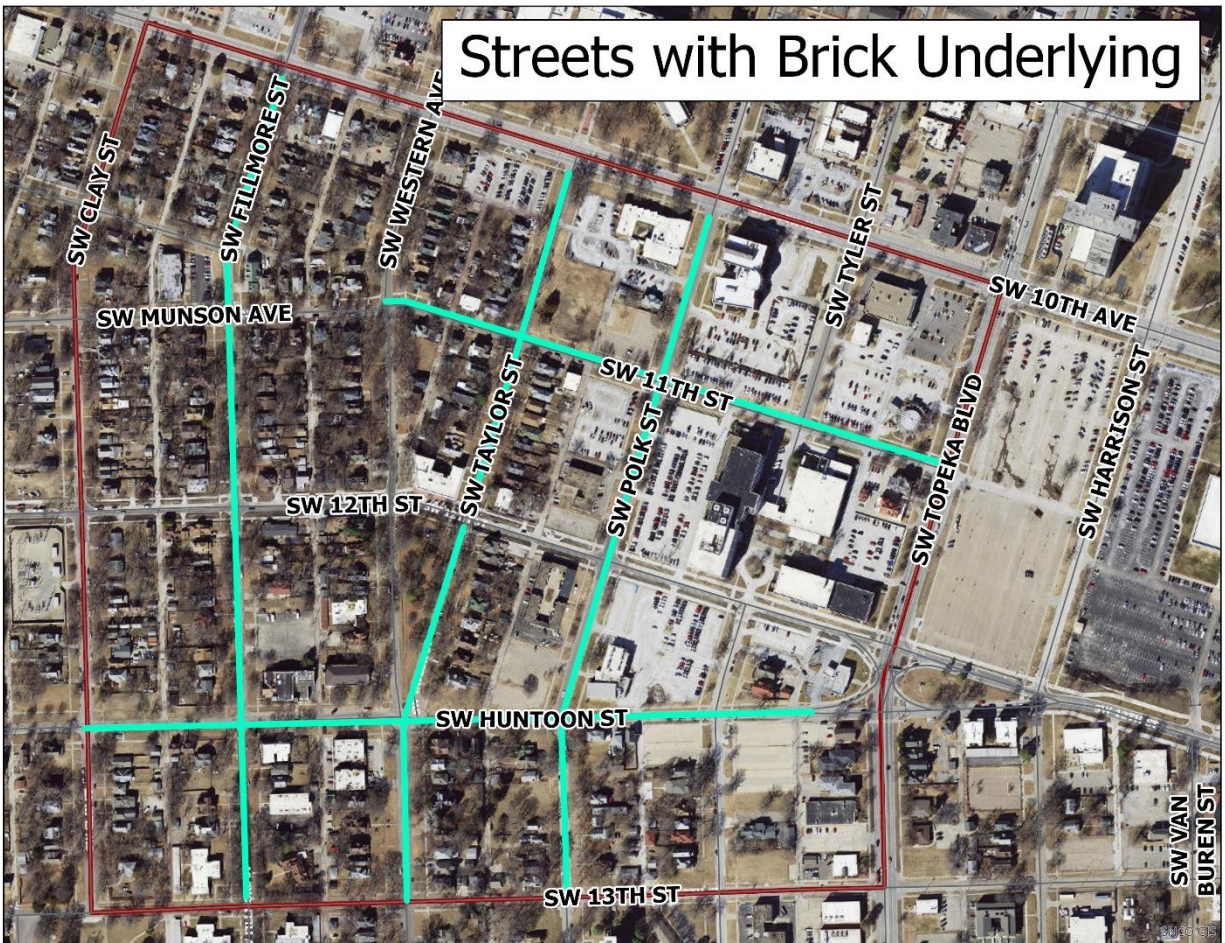 Streets with Brick Underlying
SW CLAY ST
SW FILLMORE ST
SW WESTERN AVE
SW TYLER ST
SW 10TH AVE
SW MUNSON AVE
SW TAYLOR ST
SW 11TH ST
SW POLK ST
SW TOPEKA BLVD
SW HARRISON ST
SW 12TH ST
SW HUNTOON ST
SW 13TH ST
SW VAN
BUREN ST
SNCO GIS